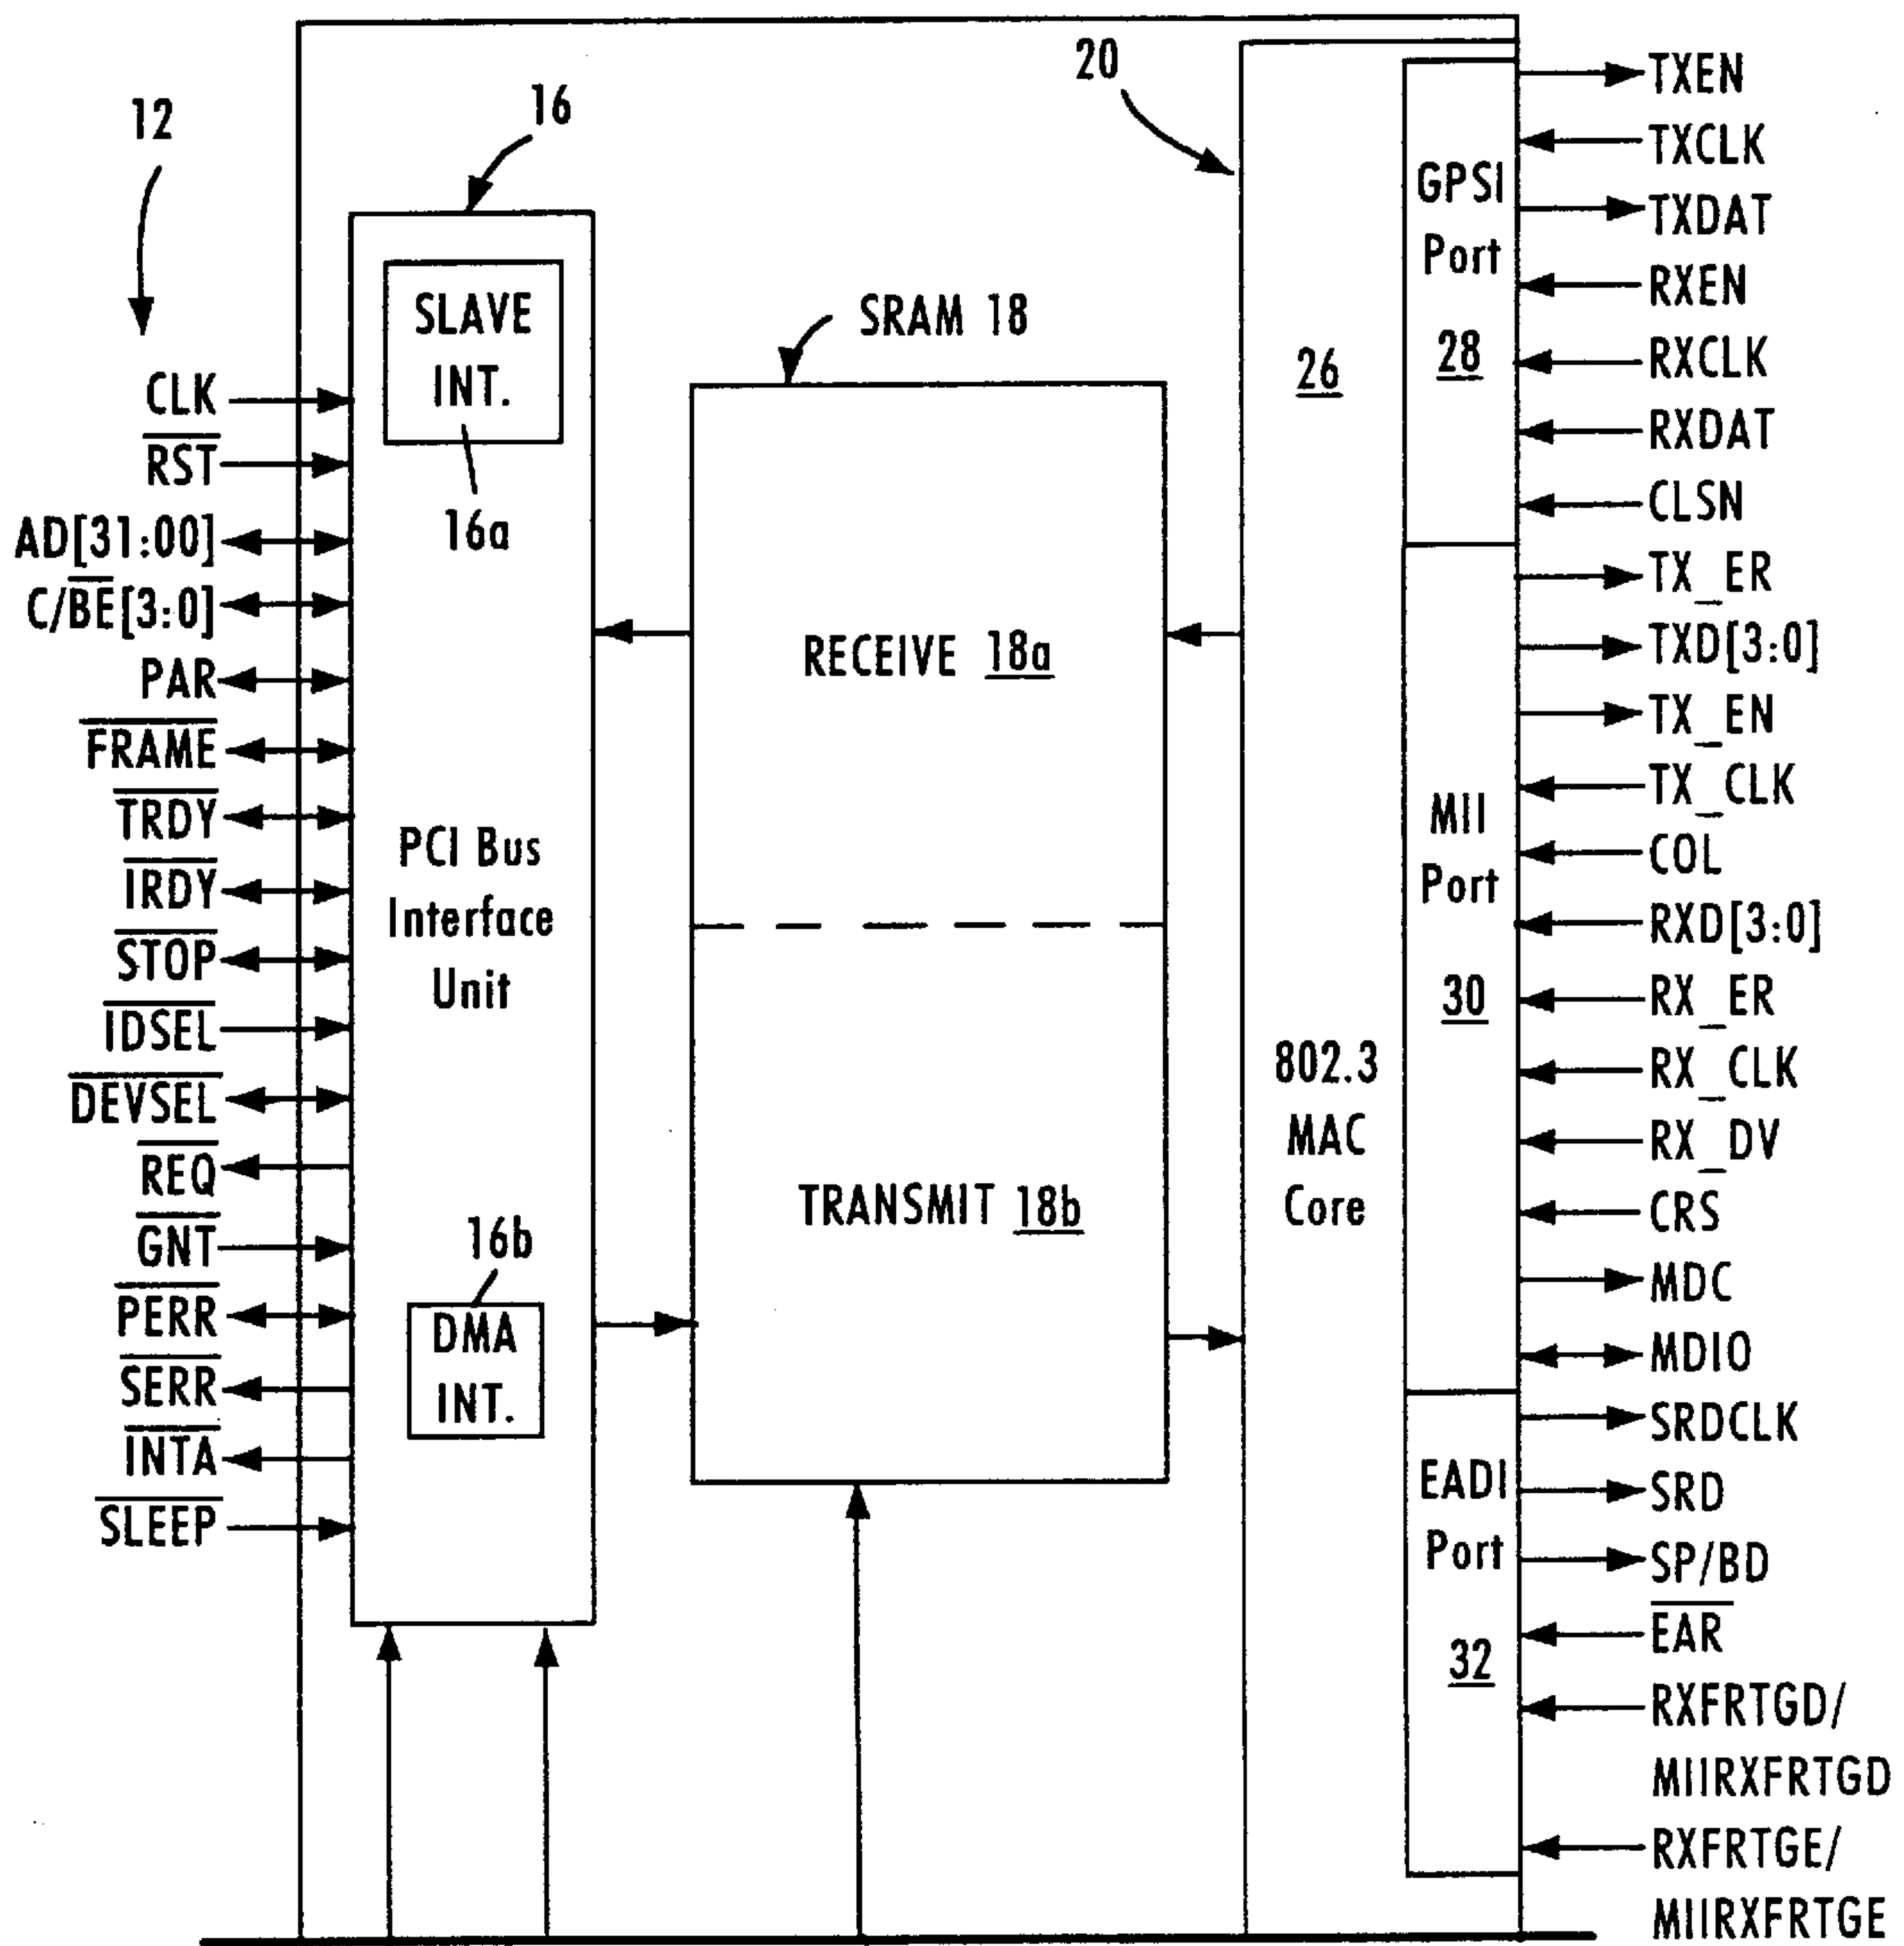 12
CLK
RST
AD[31:00]
C/BE[3:0]
PAR
FRAME
TRDY
IRDY
STOP
IDSEL
DEVSEL
REQ
GNT
PERR
SERR
INTA
SLEEP
16
SLAVE
INT.
16a
PCI Bus
Interface
Unit
16b
DMA
INT.
SRAM 18
RECEIVE 18a
TRANSMIT 18b
20
26
802.3
MAC
Core
GPSI
Port
28
MII
Port
30
EADI
Port
32
TXEN
TXCLK
TXDAT
RXEN
RXCLK
RXDAT
CLSN
TX_ER
TXD[3:0]
TX_EN
TX_CLK
COL
RXD[3:0]
RX_ER
RX_CLK
RX_DV
CRS
MDC
MDIO
SRDCLK
SRD
SP/BD
EAR
RXFRTGD/
MIIRXFRTGD
RXFRTGE/
MIIRXFRTGE